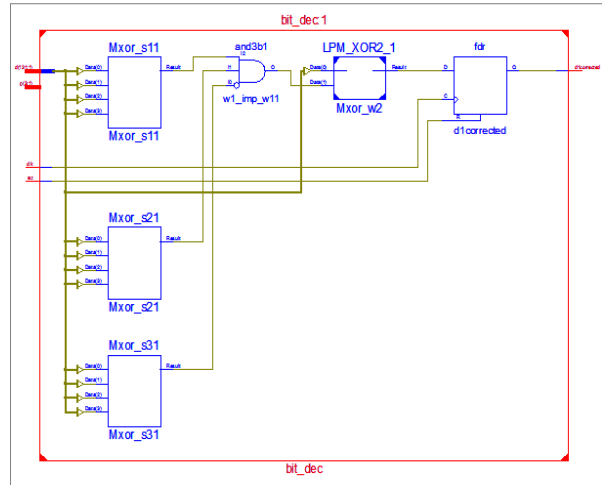 bit_dec:1
Mxor_s11
and3b1
LPM_XOR2_1
fdr
Data(0)
Data(1)
Data(2)
Data(3)
Result
I2
I1
I0
O
Data(0)
Data(1)
Result
D
Q
C
R
d1corrected
Mxor_s11
w1_imp_w11
Mxor_w2
d1corrected
clk
Mxor_s21
Data(0)
Data(1)
Data(2)
Data(3)
Result
Mxor_s21
Mxor_s31
Data(0)
Data(1)
Data(2)
Data(3)
Result
Mxor_s31
bit_dec